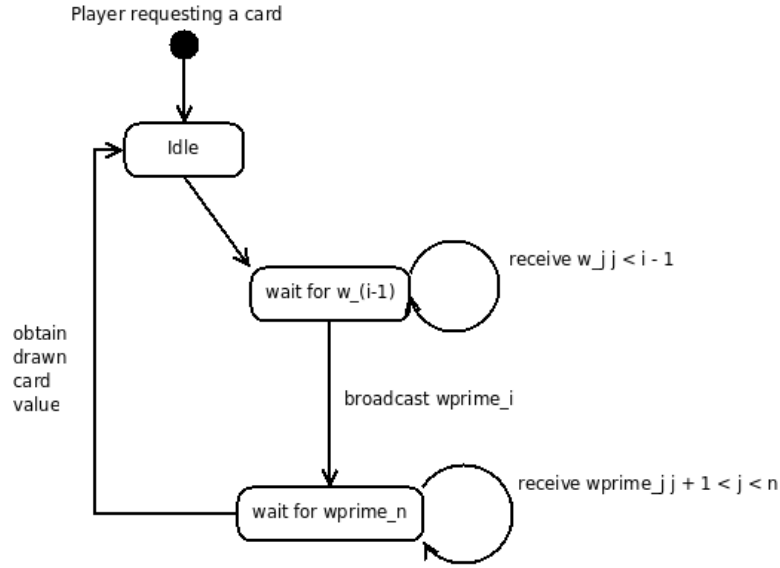 Player requesting a card
Idle
receive w_j j < i - 1
wait for w_(i-1)
obtain
drawn
card
value
broadcast wprime_i
receive wprime_j j + 1 < j < n
wait for wprime_n